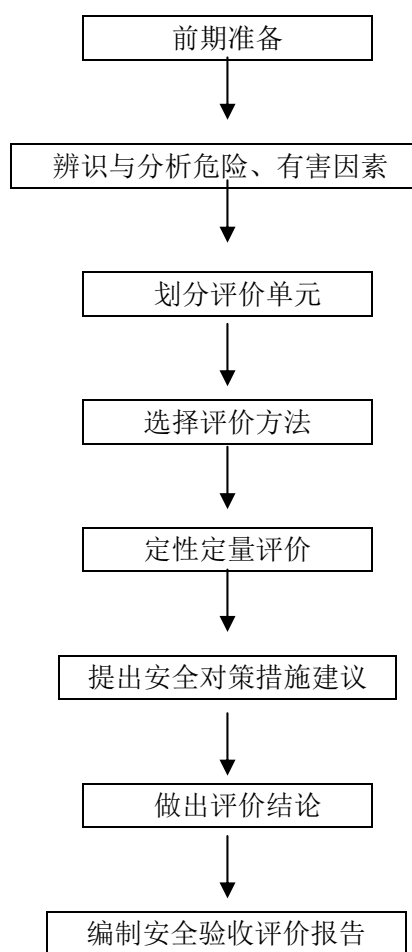 前期准备
辨识与分析危险、有害因素
划分评价单元
选择评价方法
定性定量评价
提出安全对策措施建议
做出评价结论
编制安全验收评价报告